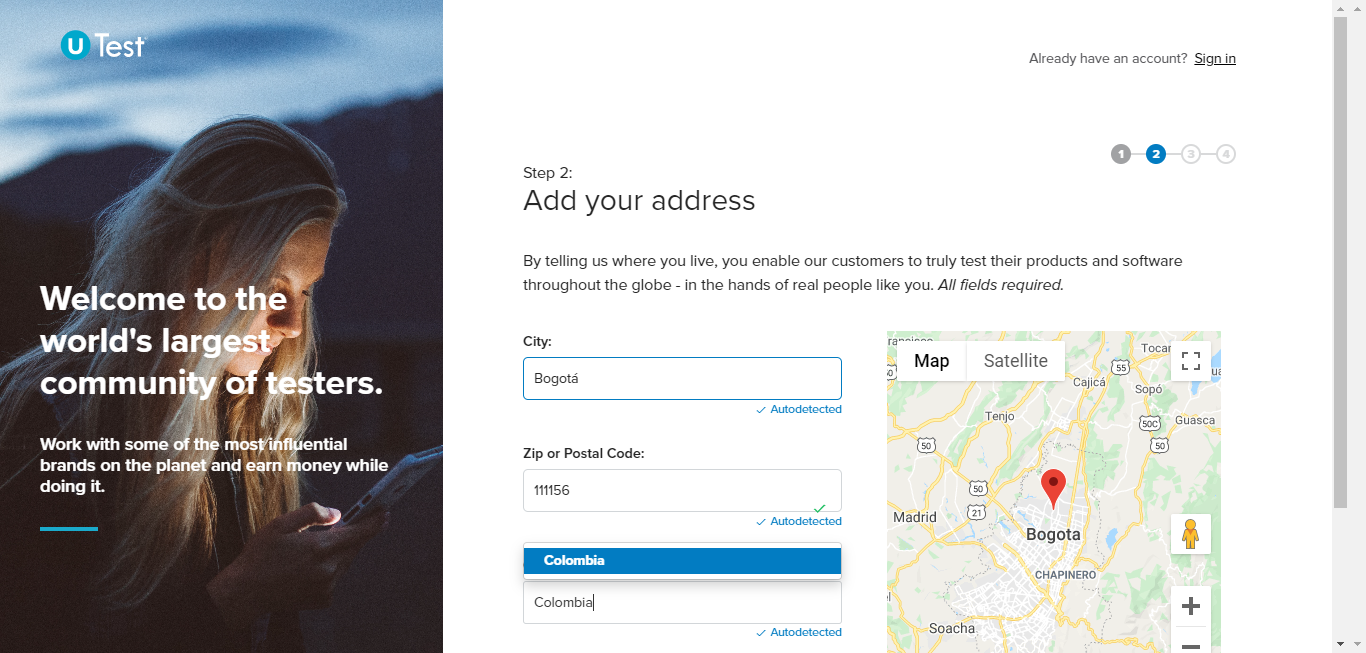 U Test
Already have an account? Sign in
1 2 3 4
Step 2:
Add your address
By telling us where you live, you enable our customers to truly test their products and software
throughout the globe - in the hands of real people like you. All fields required.
Welcome to the
world's largest
community of testers.
Work with some of the most influential
brands on the planet and earn money while
doing it.
City:
Bogotá
Autodetected
Zip or Postal Code:
111156
Autodetected
Colombia
Colombia
Autodetected
Map
Satellite
Cajicá
55
Sopó
Tenjo
50C
Guasca
50
50
50
21
Madrid
Bogota
CHAPINERO
Soacha